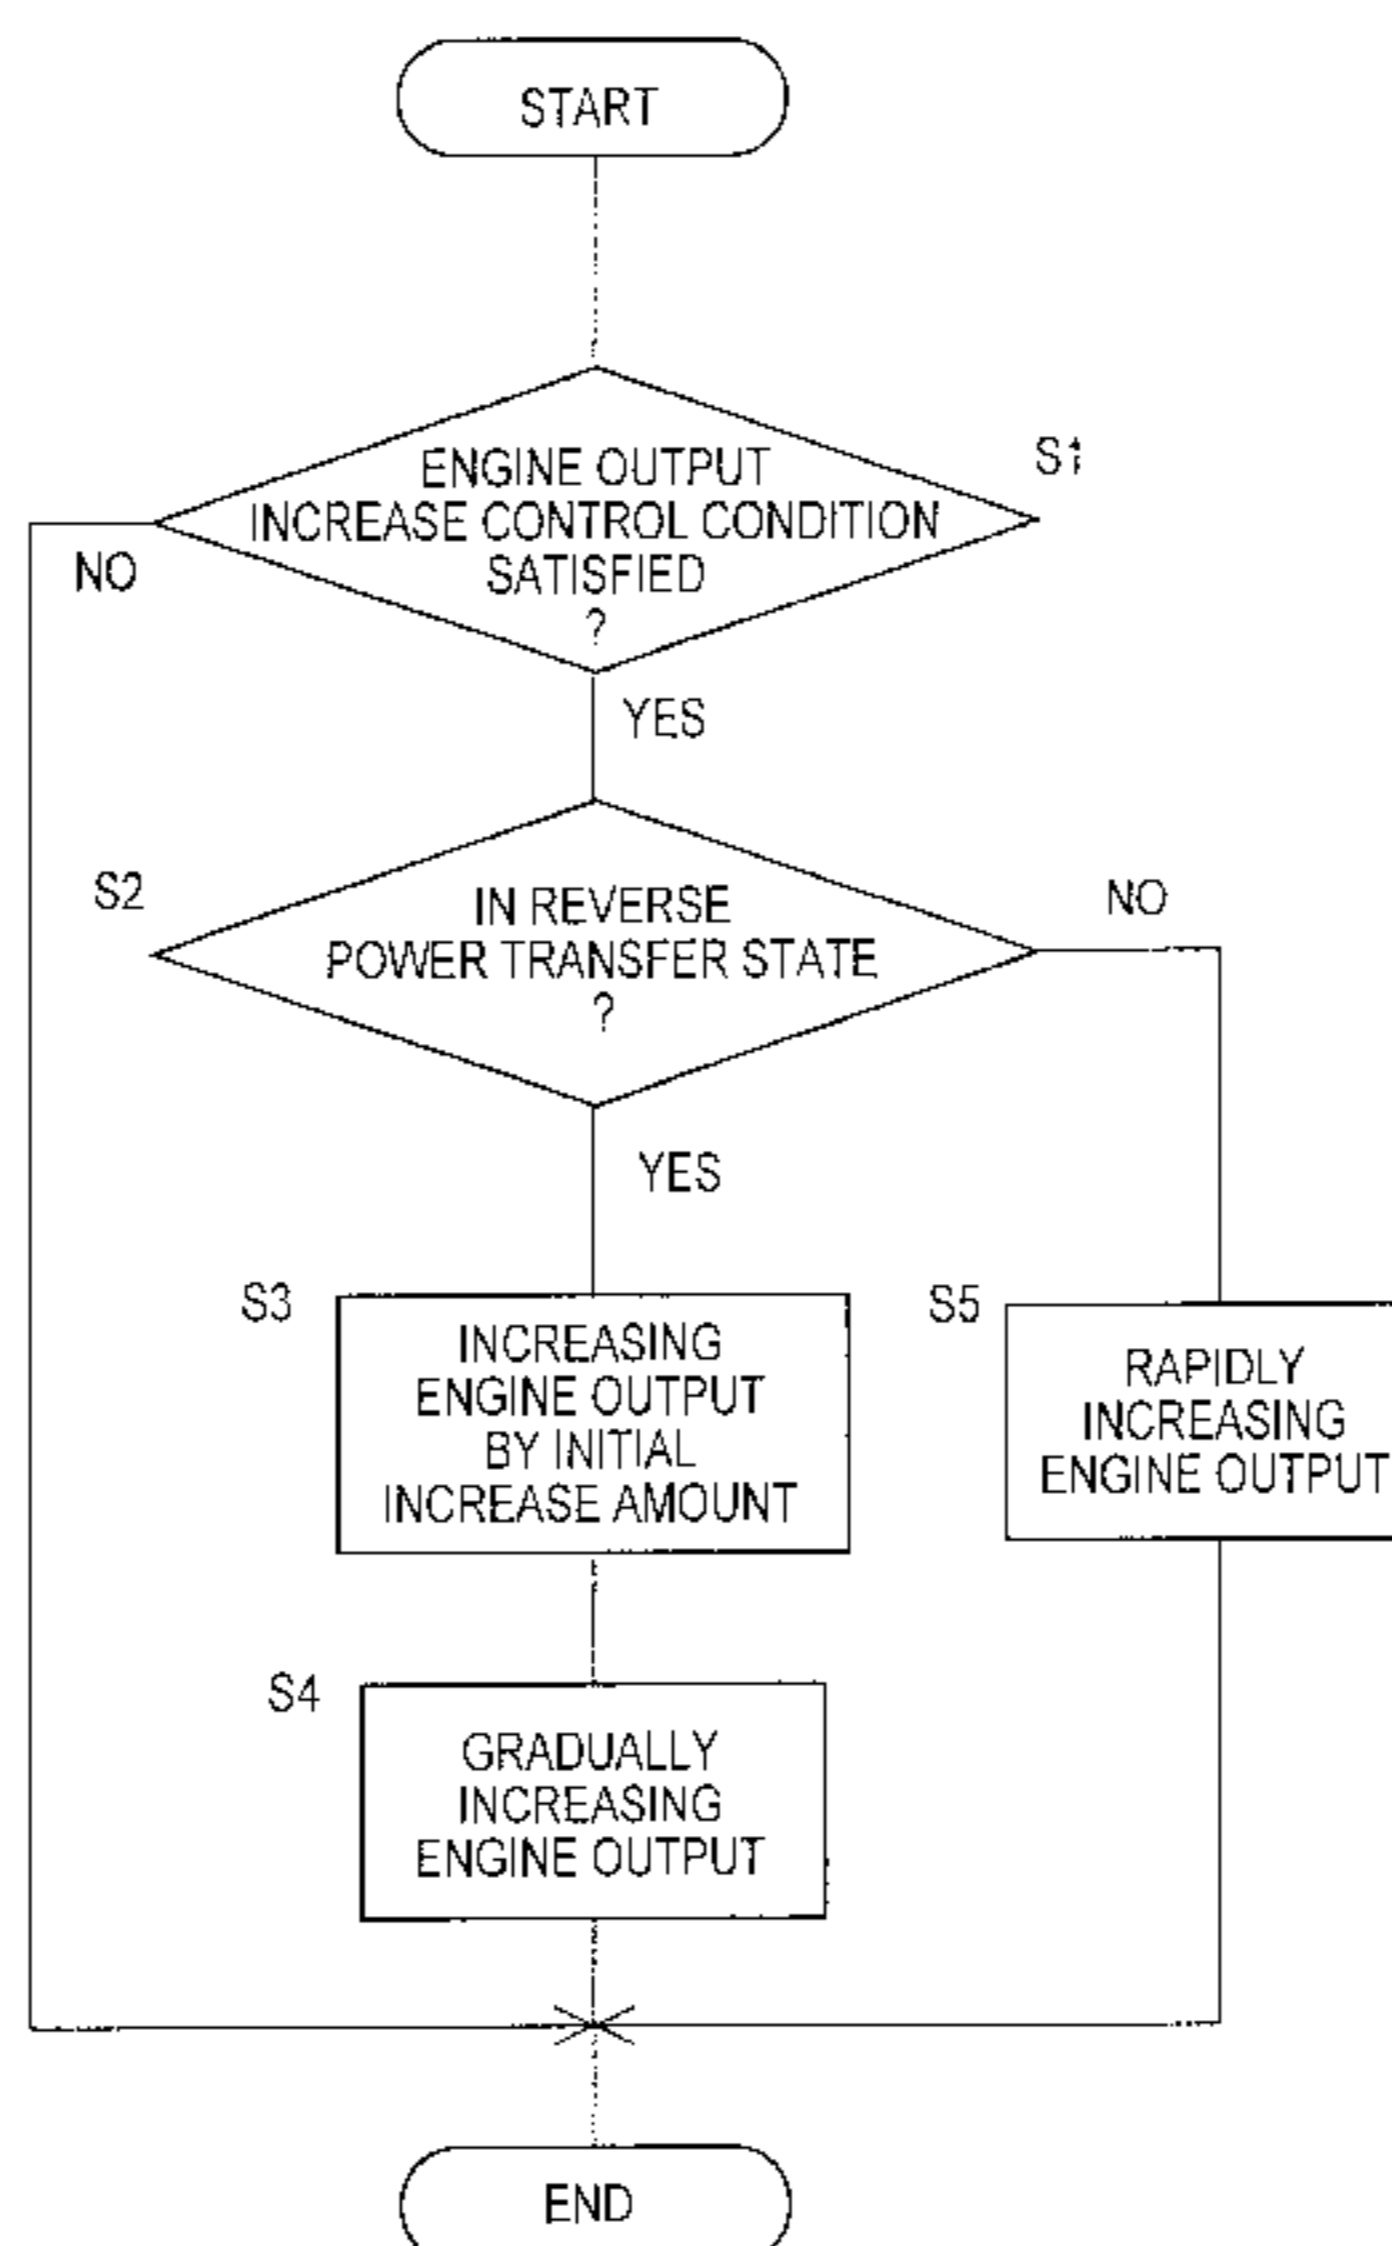 START
ENGINE OUTPUT
INCREASE CONTROL CONDITION
SATISFIED
?
S1
NO
YES
S2
IN REVERSE
POWER TRANSFER STATE
?
NO
YES
S3
INCREASING
ENGINE OUTPUT
BY INITIAL
INCREASE AMOUNT
S5
RAPIDLY
INCREASING
ENGINE OUTPUT
S4
GRADUALLY
INCREASING
ENGINE OUTPUT
END